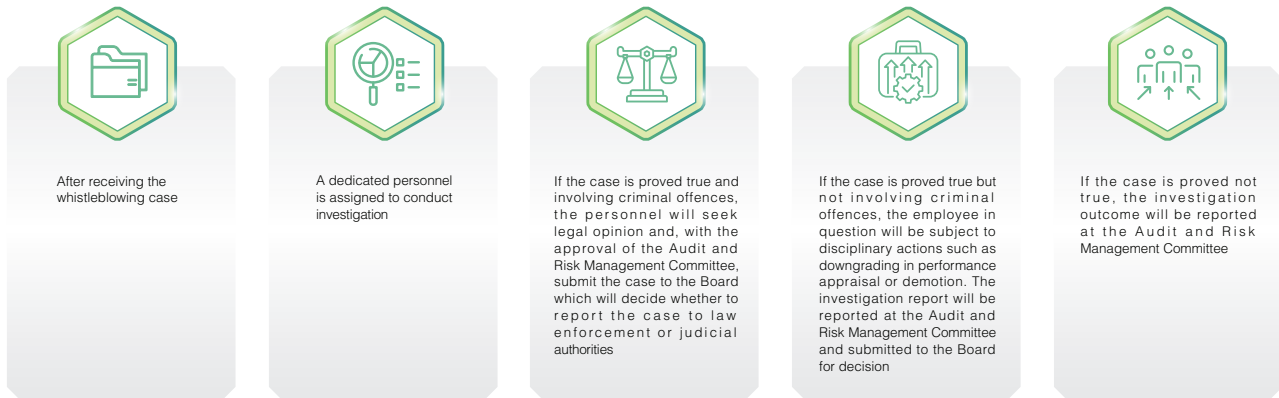 After receiving the
whistleblowing case
A dedicated personnel
is assigned to conduct
investigation
If the case is proved true and
involving criminal offences,
the personnel will seek
legal opinion and, with the
approval of the Audit and
Risk Management Committee,
submit the case to the Board
which will decide whether to
report the case to law
enforcement or judicial
authorities
If the case is proved true but
not involving criminal
offences, the employee in
question will be subject to
disciplinary actions such as
downgrading in performance
appraisal or demotion. The
investigation report will be
reported at the Audit and
Risk Management Committee
and submitted to the Board
for decision
If the case is proved not
true, the investigation
outcome will be reported
at the Audit and Risk
Management Committee